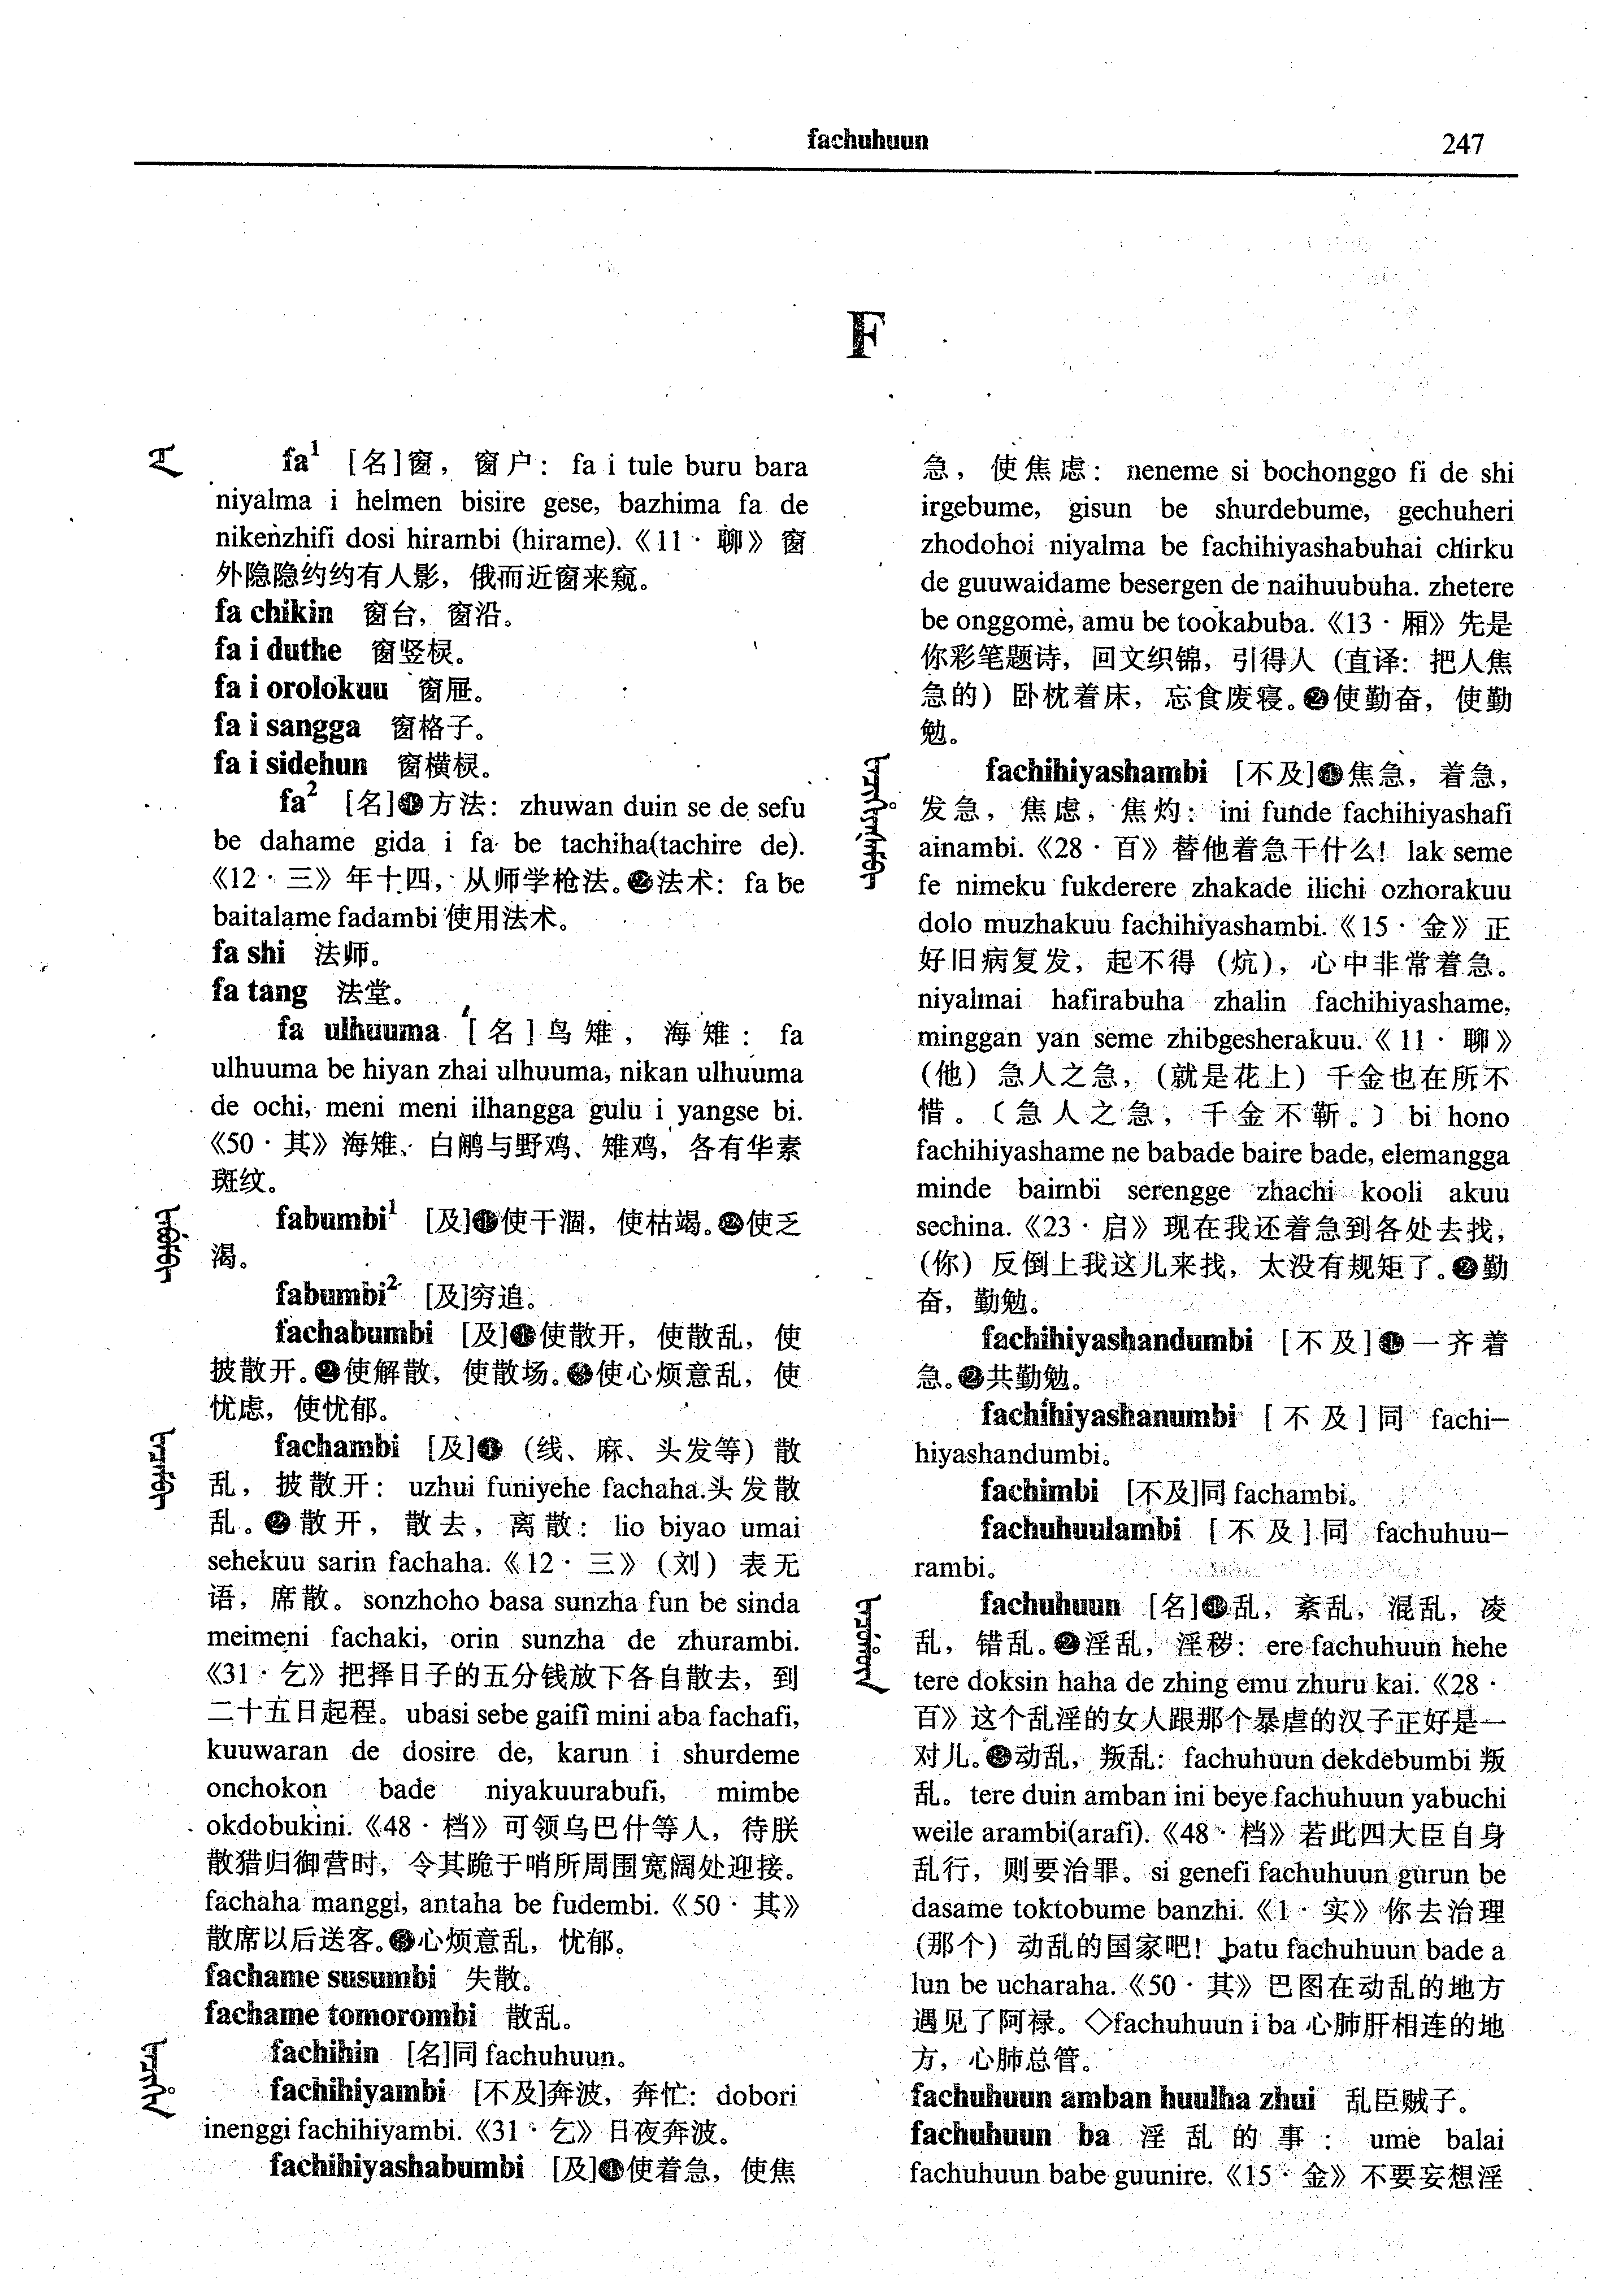 fachuhuun
247
F
fa¹ [名]窗，窗户：fa i tule buru bara
niyalma i helmen bisire gese, bazhima fa de
nikenzhifi dosi hirambi (hirame).《11·聊》窗
外隐隐约约有人影，俄而近窗来窥。
fa chikin 窗台，窗沿。
fa i duthe 窗竖棂。
fa i orolokuu 窗屉。
fa i sangga 窗格子。
fa i sidehun 窗横棂。
fa² [名]❶方法：zhuwan duin se de sefu
be dahame gida i fa be tachiha(tachire de).
《12·三》年十四，从师学枪法。❷法术：fa be
baitalame fadambi 使用法术。
fa shi 法师。
fa tang 法堂。
fa ulhuuma [名]鸟雉，海雉：fa
ulhuuma be hiyan zhai ulhuuma, nikan ulhuuma
de ochi, meni meni ilhangga gulu i yangse bi.
《50·其》海雉、白鹇与野鸡、雉鸡，各有华素
斑纹。
fabumbi¹ [及]❶使干涸，使枯竭。❷使乏
渴。
fabumbi² [及]穷追。
fachabumbi [及]❶使散开，使散乱，使
披散开。❷使解散，使散场。❸使心烦意乱，使
忧虑，使忧郁。
fachambi [及]❶（线、麻、头发等）散
乱，披散开：uzhui funiyehe fachaha.头发散
乱。❷散开，散去，离散：lio biyao umai
sehekuu sarin fachaha.《12·三》（刘）表无
语，席散。sonzhoho basa sunzha fun be sinda
meimeni fachaki, orin sunzha de zhurambi.
《31·乞》把择日子的五分钱放下各自散去，到
二十五日起程。ubasi sebe gaifi mini aba fachafi,
kuuwaran de dosire de, karun i shurdeme
onchokon bade niyakuurabufi, mimbe
okdobukini.《48·档》可领乌巴什等人，待朕
散猎归御营时，令其跪于哨所周围宽阔处迎接。
fachaha manggi, antaha be fudembi.《50·其》
散席以后送客。❸心烦意乱，忧郁。
fachame susumbi 失散。
fachame tomorombi 散乱。
fachihin [名]同 fachuhuun。
fachihiyambi [不及]奔波，奔忙：dobori
inenggi fachihiyambi.《31·乞》日夜奔波。
fachihiyashabumbi [及]❶使着急，使焦
急，使焦虑：neneme si bochonggo fi de shi
irgebume, gisun be shurdebume, gechuheri
zhodohoi niyalma be fachihiyashabuhai chirku
de guuwaidame besergen de naihuubuha. zhetere
be onggome, amu be tookabuba.《13·厢》先是
你彩笔题诗，回文织锦，引得人（直译：把人焦
急的）卧枕着床，忘食废寝。❷使勤奋，使勤
勉。
fachihiyashambi [不及]❶焦急，着急，
发急，焦虑，焦灼：ini funde fachihiyashafi
ainambi.《28·百》替他着急干什么！lak seme
fe nimeku fukderere zhakade ilichi ozhorakuu
dolo muzhakuu fachihiyashambi.《15·金》正
好旧病复发，起不得（炕），心中非常着急。
niyalmai hafirabuha zhalin fachihiyashame,
minggan yan seme zhibgesherakuu.《11·聊》
（他）急人之急，（就是花上）千金也在所不
惜。〔急人之急，千金不靳。〕bi hono
fachihiyashame ne babade baire bade, elemangga
minde baimbi serengge zhachi kooli akuu
sechina.《23·启》现在我还着急到各处去找，
（你）反倒上我这儿来找，太没有规矩了。❷勤
奋，勤勉。
fachihiyashandumbi [不及]❶一齐着
急。❷共勤勉。
fachihiyashanumbi [不及]同 fachi-
hiyashandumbi。
fachimbi [不及]同 fachambi。
fachuhuulambi [不及]同 fachuhuu-
rambi。
fachuhuun [名]❶乱，紊乱，混乱，凌
乱，错乱。❷淫乱，淫秽：ere fachuhuun hehe
tere doksin haha de zhing emu zhuru kai.《28·
百》这个乱淫的女人跟那个暴虐的汉子正好是一
对儿。❸动乱，叛乱：fachuhuun dekdebumbi 叛
乱。tere duin amban ini beye fachuhuun yabuchi
weile arambi(arafi).《48·档》若此四大臣自身
乱行，则要治罪。si genefi fachuhuun gurun be
dasame toktobume banzhi.《1·实》你去治理
（那个）动乱的国家吧！batu fachuhuun bade a
lun be ucharaha.《50·其》巴图在动乱的地方
遇见了阿禄。◇fachuhuun i ba 心肺肝相连的地
方，心肺总管。
fachuhuun amban huulha zhui 乱臣贼子。
fachuhuun ba 淫乱的事：ume balai
fachuhuun babe guunire.《15·金》不要妄想淫